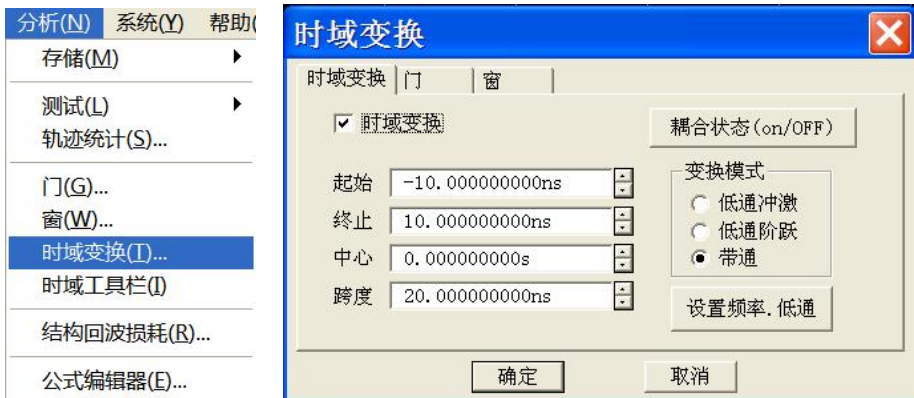 分析(N) 系统(Y) 帮助(
存储(M)
测试(L)
轨迹统计(S)...
门(G)...
窗(W)...
时域变换(T)...
时域工具栏(I)
结构回波损耗(R)...
公式编辑器(E)...
时域变换
时域变换 门 窗
时域变换
耦合状态(on/OFF)
起始 -10.000000000ns
终止 10.000000000ns
中心 0.000000000s
跨度 20.000000000ns
变换模式
低通冲激
低通阶跃
带通
设置频率.低通
确定 取消